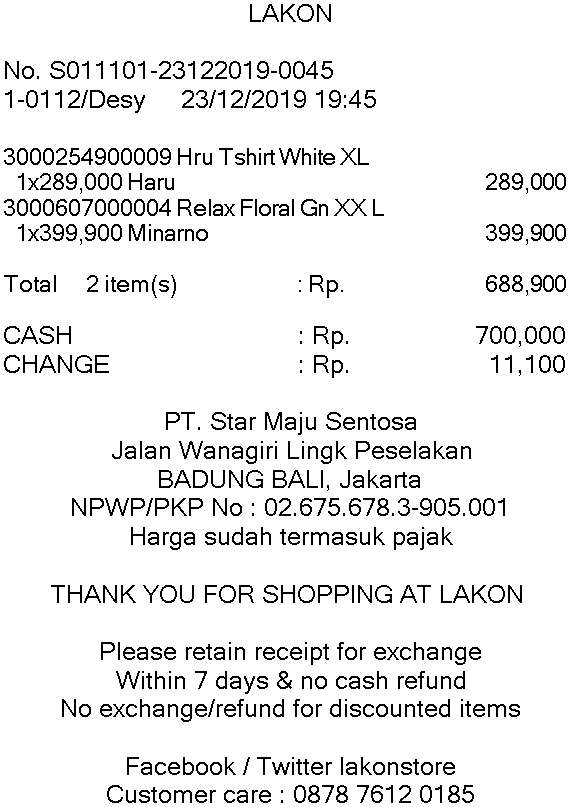 LAKON
No. S011101-23122019-0045
1-0112/Desy 23/12/2019 19:45
3000254900009 Hru Tshirt White XL
1x289,000 Haru 289,000
3000607000004 Relax Floral Gn XX L
1x399,900 Minarno 399,900
Total 2 item(s) : Rp. 688,900
CASH : Rp. 700,000
CHANGE : Rp. 11,100
PT. Star Maju Sentosa
Jalan Wanagiri Lingk Peselakan
BADUNG BALI, Jakarta
NPWP/PKP No : 02.675.678.3-905.001
Harga sudah termasuk pajak
THANK YOU FOR SHOPPING AT LAKON
Please retain receipt for exchange
Within 7 days & no cash refund
No exchange/refund for discounted items
Facebook / Twitter lakonstore
Customer care : 0878 7612 0185